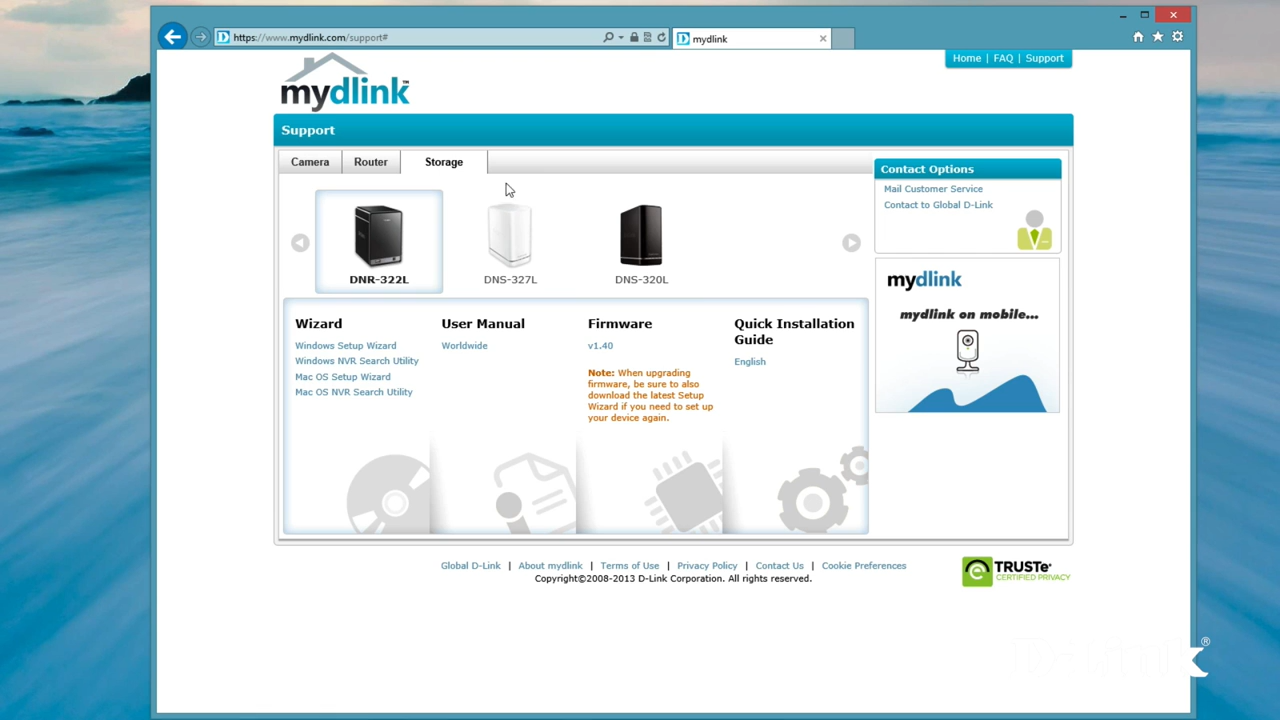 https://www.mydlink.com/support#
mydlink
Home | FAQ | Support
mydlink™
Support
Camera
Router
Storage
DNR-322L
DNS-327L
DNS-320L
Wizard
Windows Setup Wizard
Windows NVR Search Utility
Mac OS Setup Wizard
Mac OS NVR Search Utility
User Manual
Worldwide
Firmware
v1.40
Note: When upgrading
firmware, be sure to also
download the latest Setup
Wizard if you need to set up
your device again.
Quick Installation
Guide
English
Contact Options
Mail Customer Service
Contact to Global D-Link
mydlink
mydlink on mobile...
Global D-Link | About mydlink | Terms of Use | Privacy Policy | Contact Us | Cookie Preferences
Copyright©2008-2013 D-Link Corporation. All rights reserved.
TRUSTe
CERTIFIED PRIVACY
D-Link®